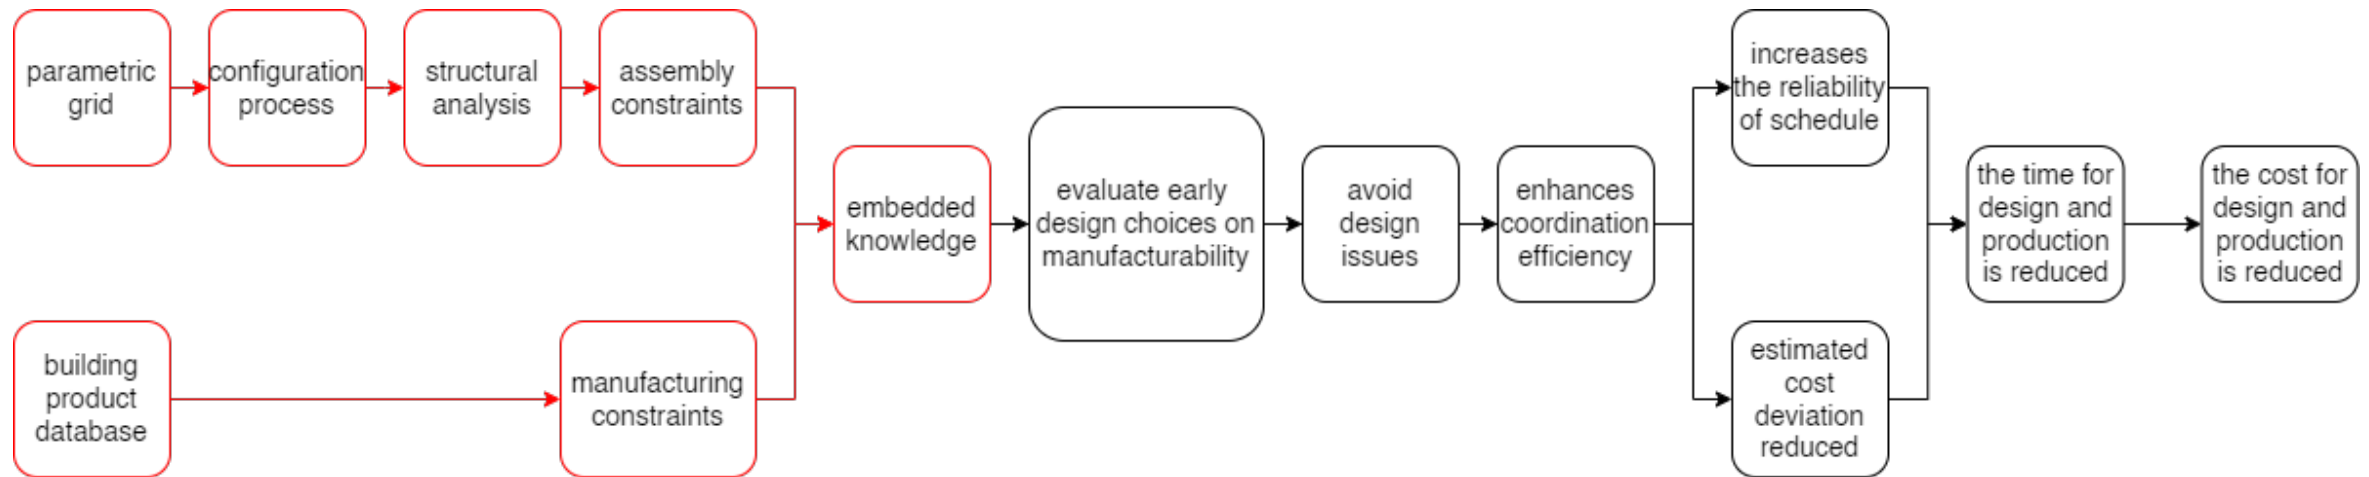 parametric
grid
configuration
process
structural
analysis
assembly
constraints
building
product
database
manufacturing
constraints
embedded
knowledge
evaluate early
design choices on
manufacturability
avoid
design
issues
enhances
coordination
efficiency
increases
the reliability
of schedule
estimated
cost
deviation
reduced
the time for
design and
production
is reduced
the cost for
design and
production
is reduced